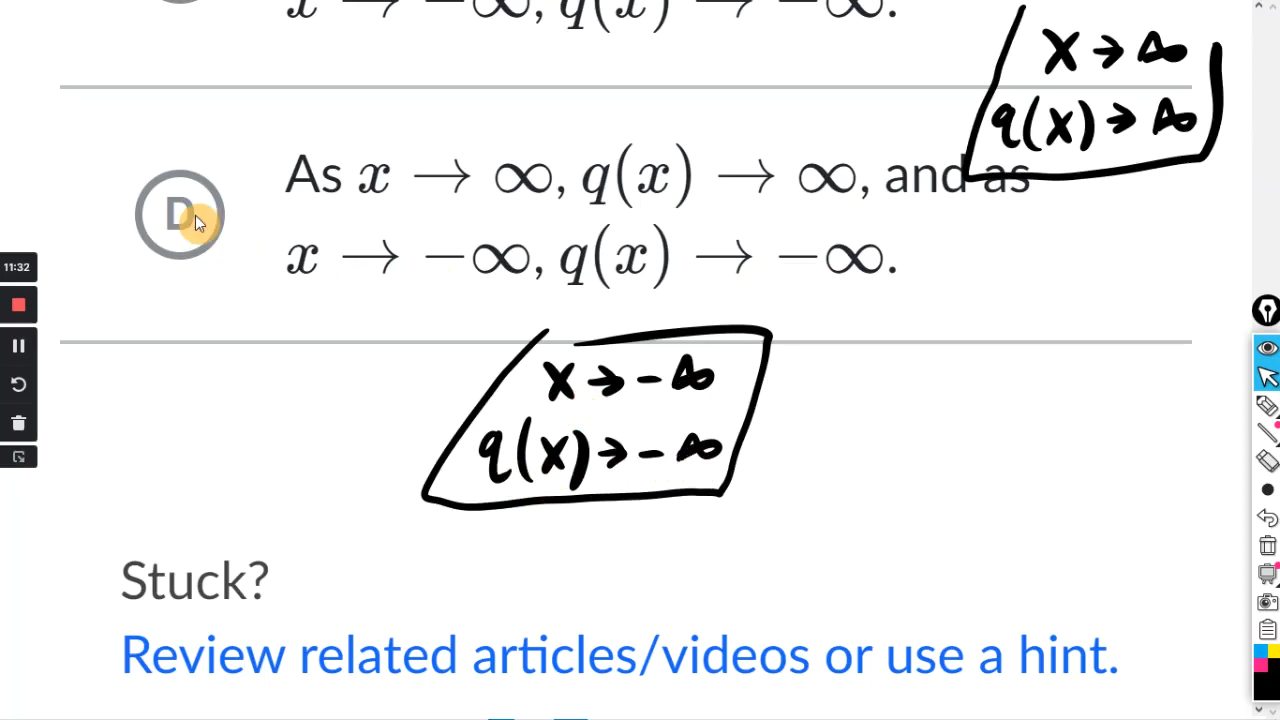 x → −∞, q(x) → −∞.
x → ∞
q(x) → ∞
D
As x → ∞, q(x) → ∞, and as
x → −∞, q(x) → −∞.
11:32
x → -∞
q(x) → -∞
Stuck?
Review related articles/videos or use a hint.